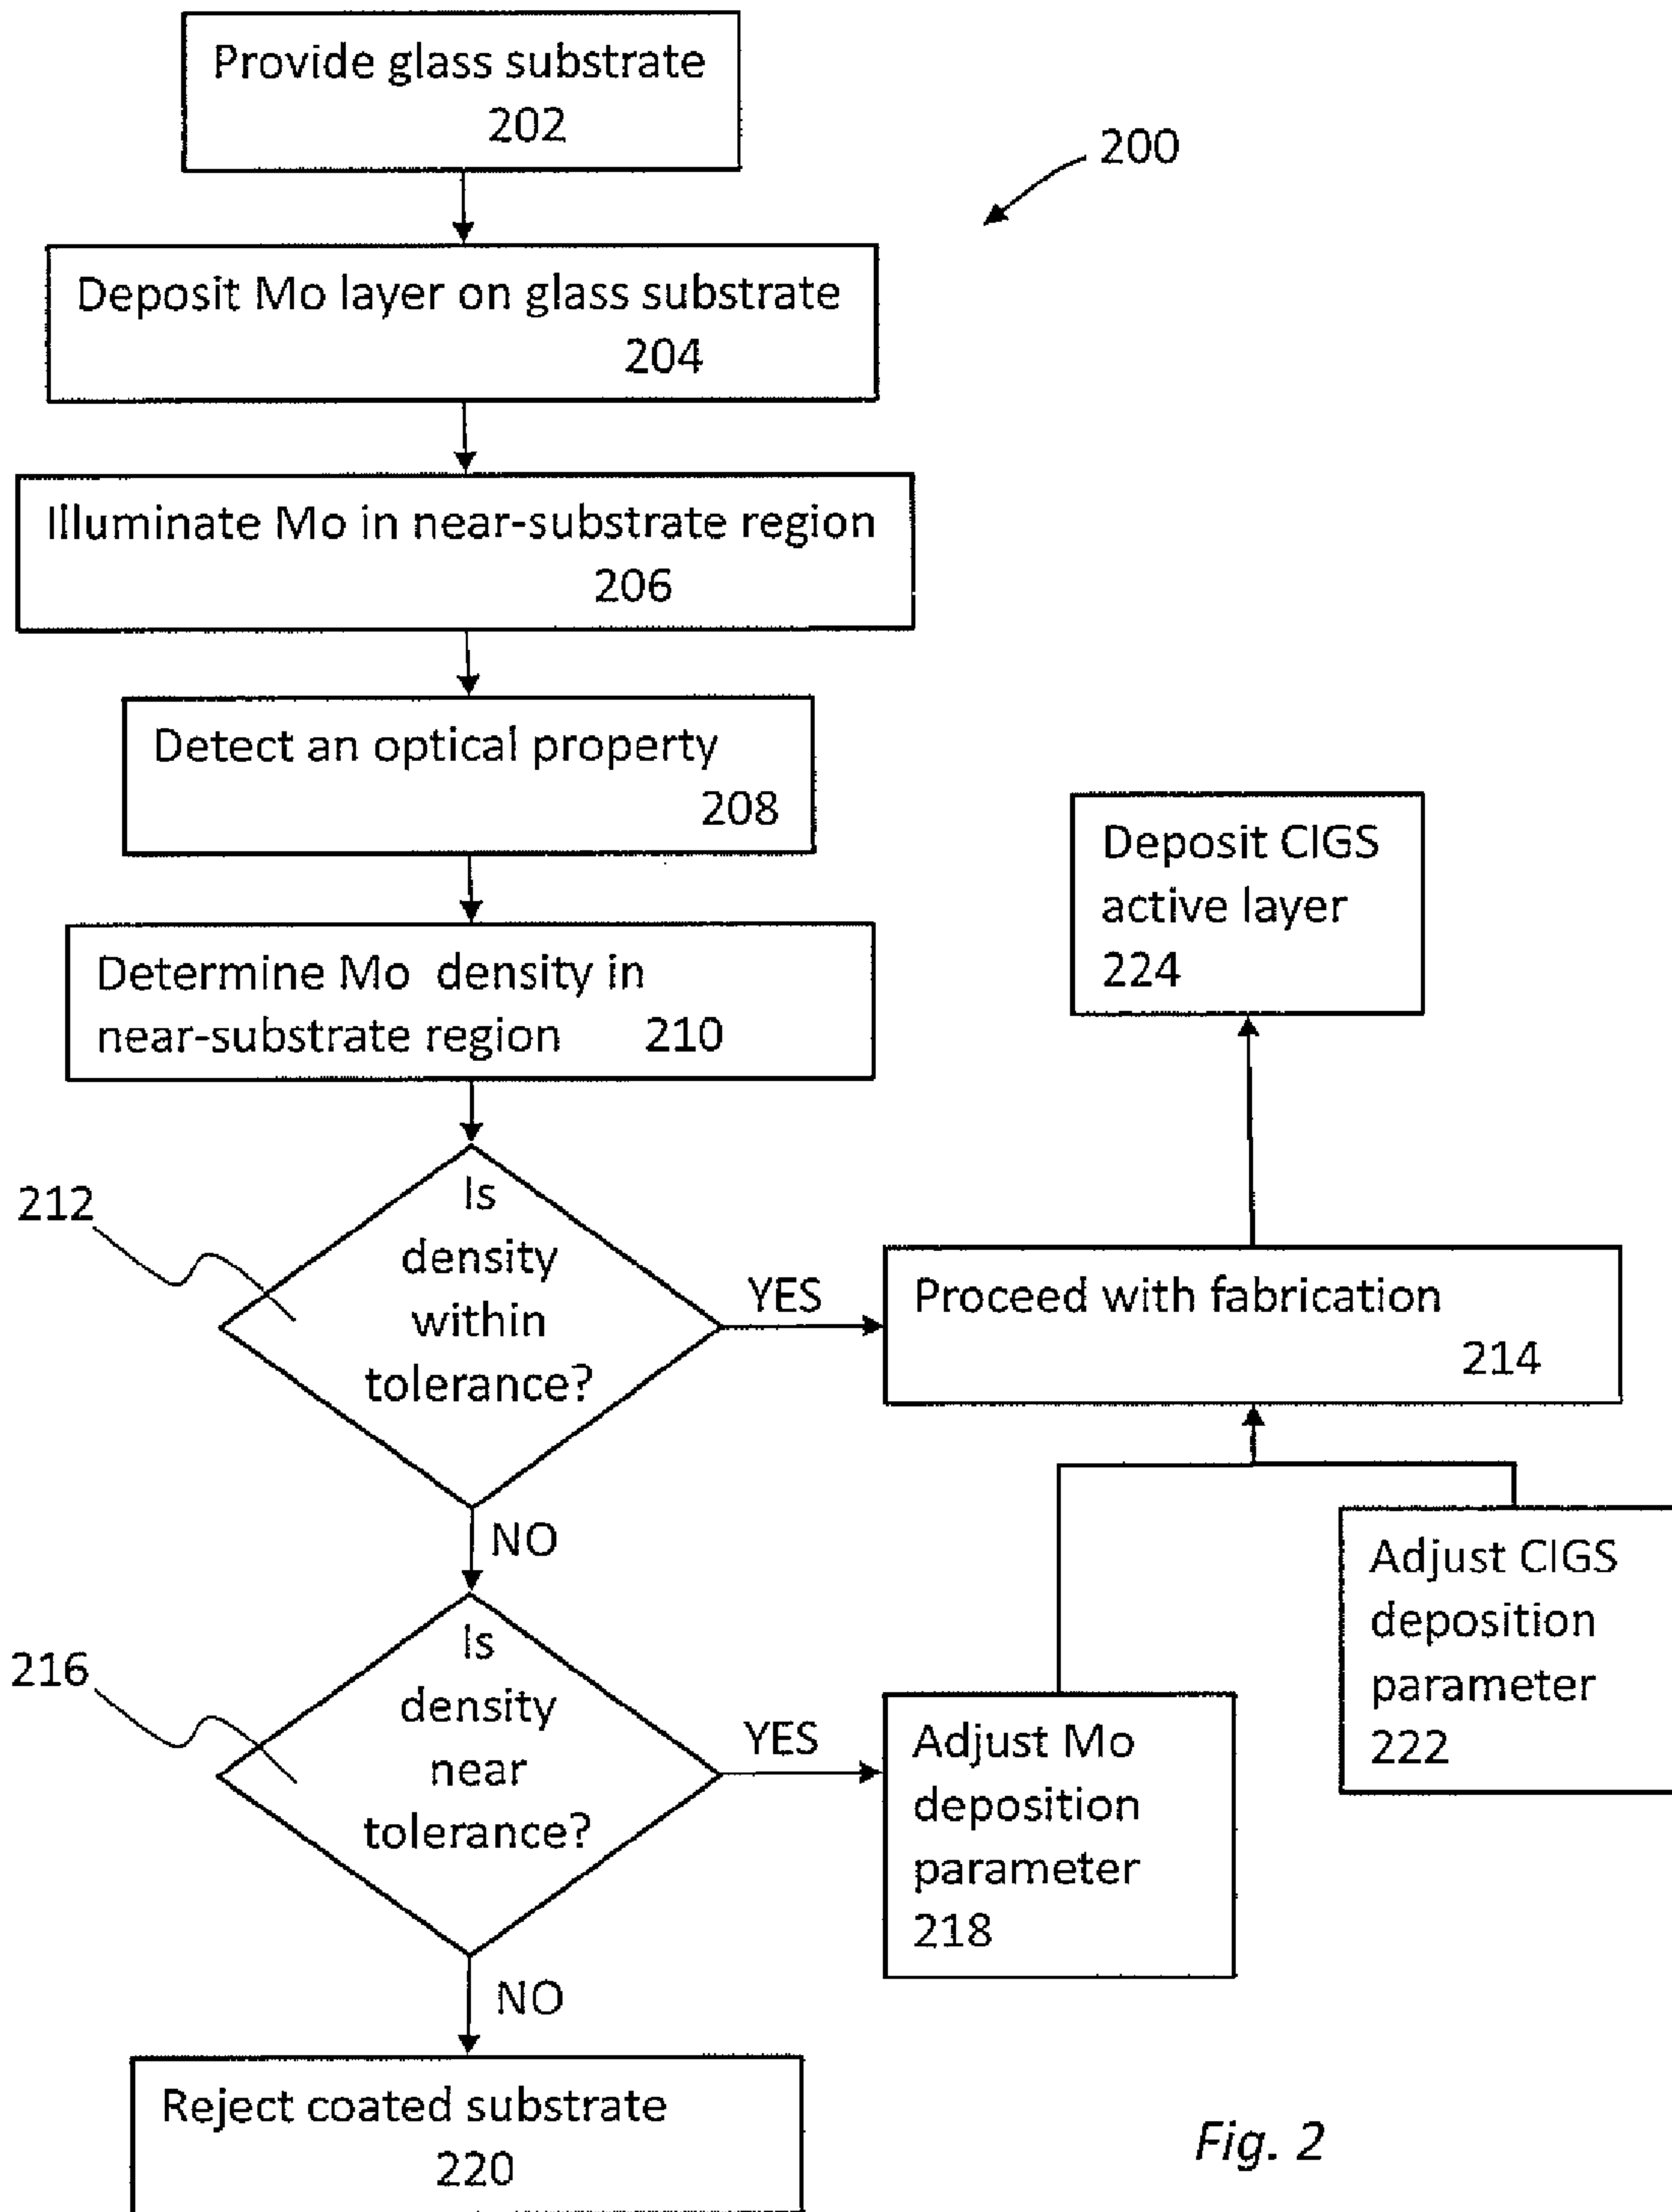 Provide glass substrate
202
200
Deposit Mo layer on glass substrate
204
Illuminate Mo in near-substrate region
206
Detect an optical property
208
Determine Mo density in
near-substrate region 210
Deposit CIGS
active layer
224
212
Is
density
within
tolerance?
YES
Proceed with fabrication
214
NO
216
Is
density
near
tolerance?
YES
Adjust Mo
deposition
parameter
218
Adjust CIGS
deposition
parameter
222
NO
Reject coated substrate
220
Fig. 2